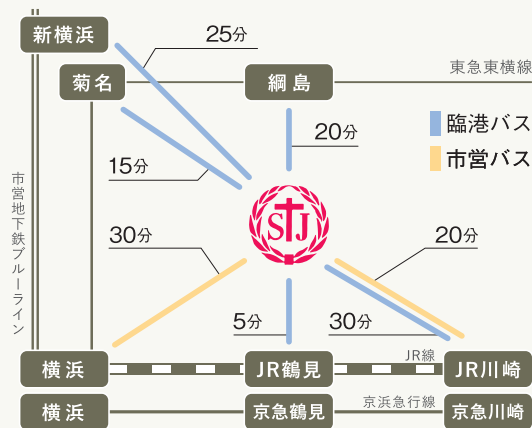 新横浜
25分
東急東横線
菊名
綱島
臨港バス
20分
市営バス
15分
市営地下鉄ブルーライン
STJ
30分
20分
5分
30分
JR線
横浜
JR鶴見
JR川崎
京浜急行線
横浜
京急鶴見
京急川崎